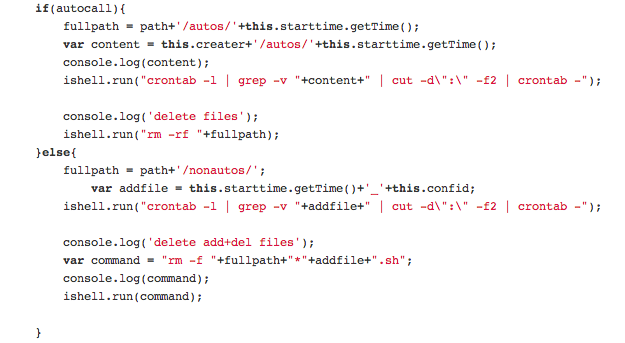 if(autocall){
    fullpath = path+'/autos/'+this.starttime.getTime();
    var content = this.creater+'/autos/'+this.starttime.getTime();
    console.log(content);
    ishell.run("crontab -l | grep -v "+content+" | cut -d\":\" -f2 | crontab -");

    console.log('delete files');
    ishell.run("rm -rf "+fullpath);
}else{
    fullpath = path+'/nonautos/';
        var addfile = this.starttime.getTime()+'_'+this.confid;
    ishell.run("crontab -l | grep -v "+addfile+" | cut -d\":\" -f2 | crontab -");

    console.log('delete add+del files');
    var command = "rm -f "+fullpath+"*"+addfile+".sh";
    console.log(command);
    ishell.run(command);

}